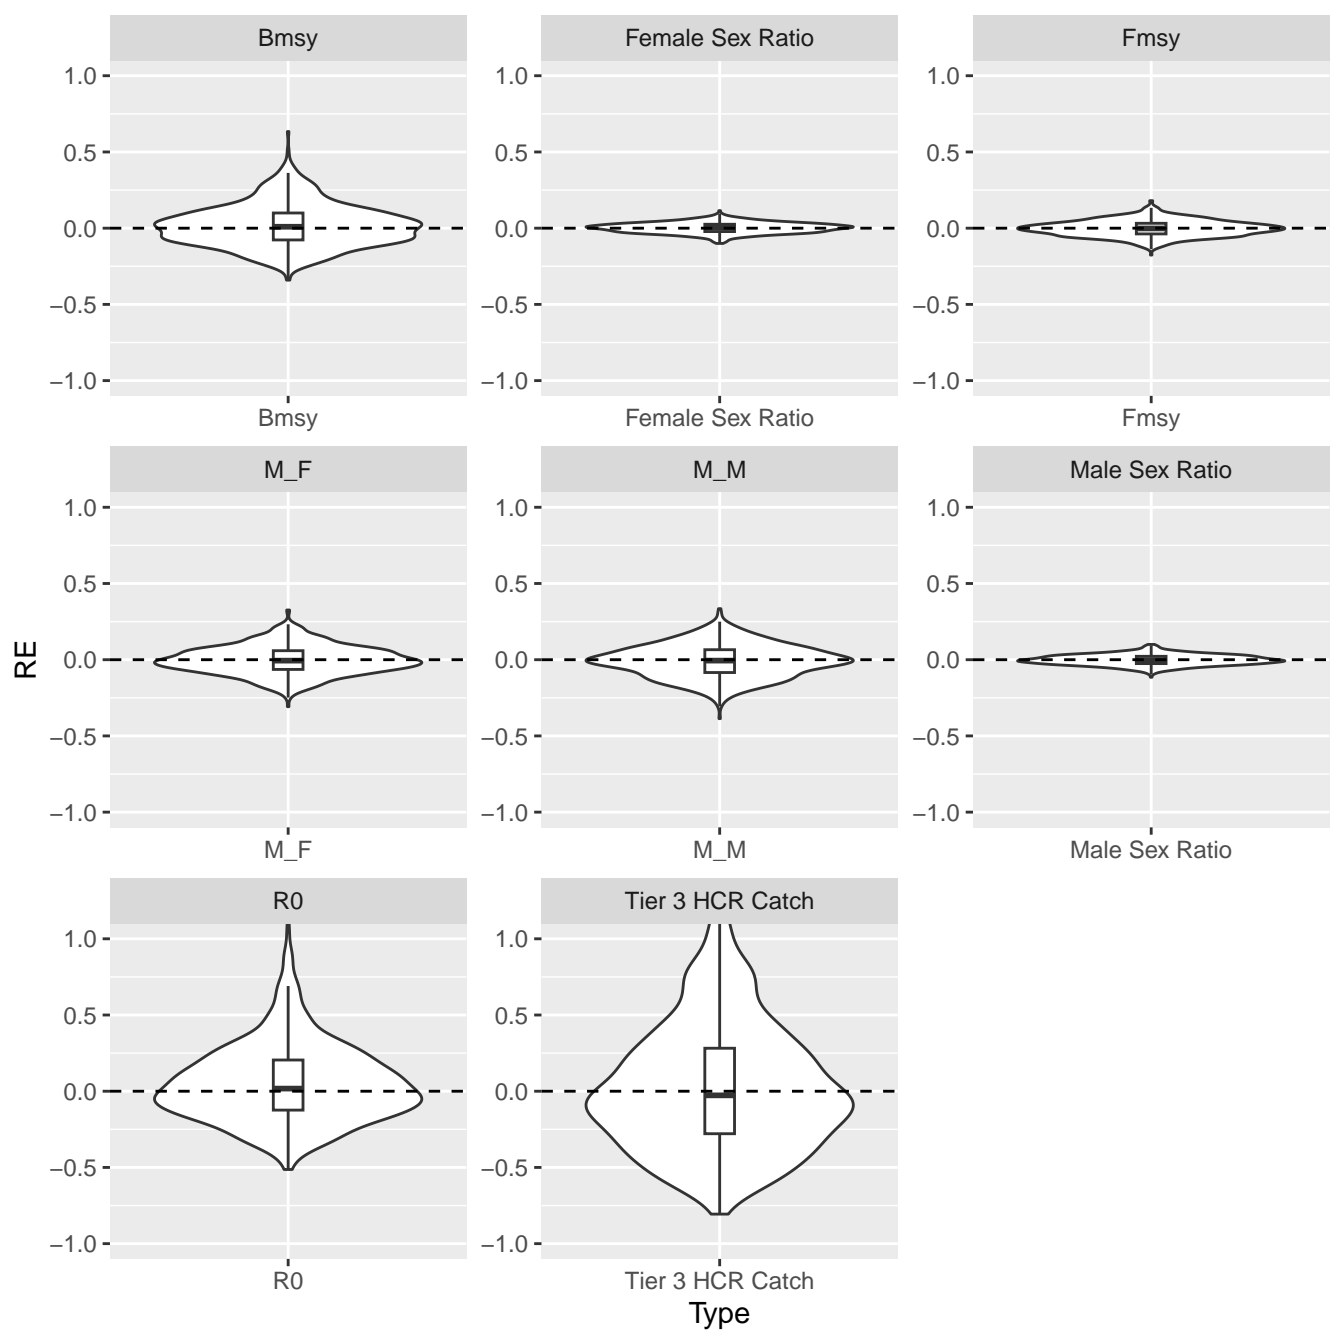 Bmsy Female Sex Ratio Fmsy
1.0 1.0 1.0
0.5 0.5 0.5
0.0 0.0 0.0
−0.5 −0.5 −0.5
−1.0 −1.0 −1.0
Bmsy Female Sex Ratio Fmsy
M_F M_M Male Sex Ratio
1.0 1.0 1.0
0.5 0.5 0.5
RE
0.0 0.0 0.0
−0.5 −0.5 −0.5
−1.0 −1.0 −1.0
M_F M_M Male Sex Ratio
R0 Tier 3 HCR Catch
1.0 1.0
0.5 0.5
0.0 0.0
−0.5 −0.5
−1.0 −1.0
R0 Tier 3 HCR Catch
Type